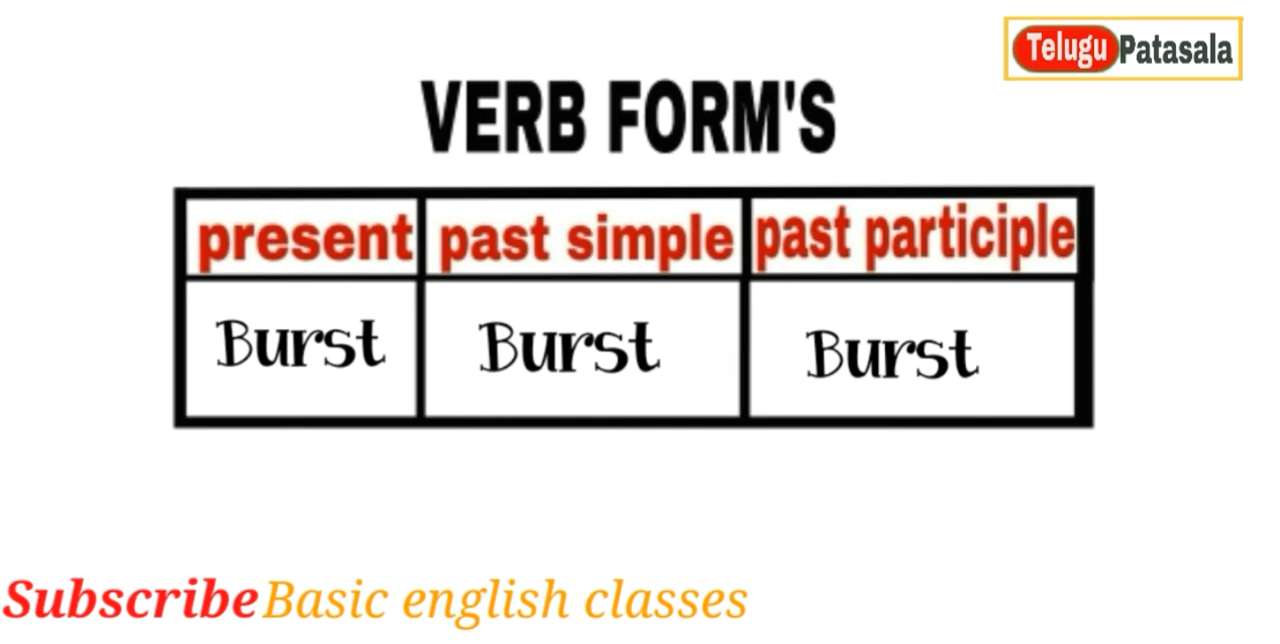 Telugu Patasala
VERB FORM'S
present past simple past participle
Burst Burst Burst
Subscribe Basic english classes